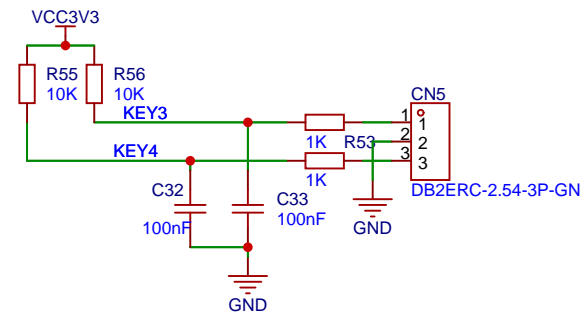 VCC3V3
R55
10K
R56
10K
KEY3
KEY4
1K
R53
1K
CN5
1
2
3
1
2
3
DB2ERC-2.54-3P-GN
C32
100nF
C33
100nF
GND
GND